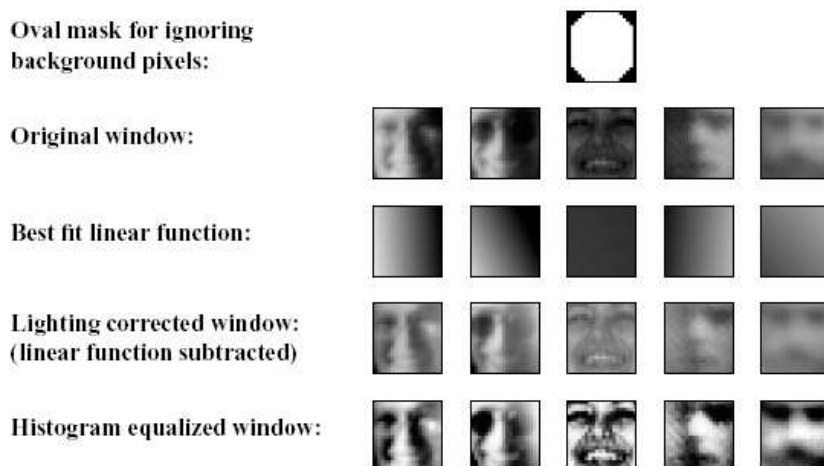 Oval mask for ignoring
background pixels:
Original window:
Best fit linear function:
Lighting corrected window:
(linear function subtracted)
Histogram equalized window: